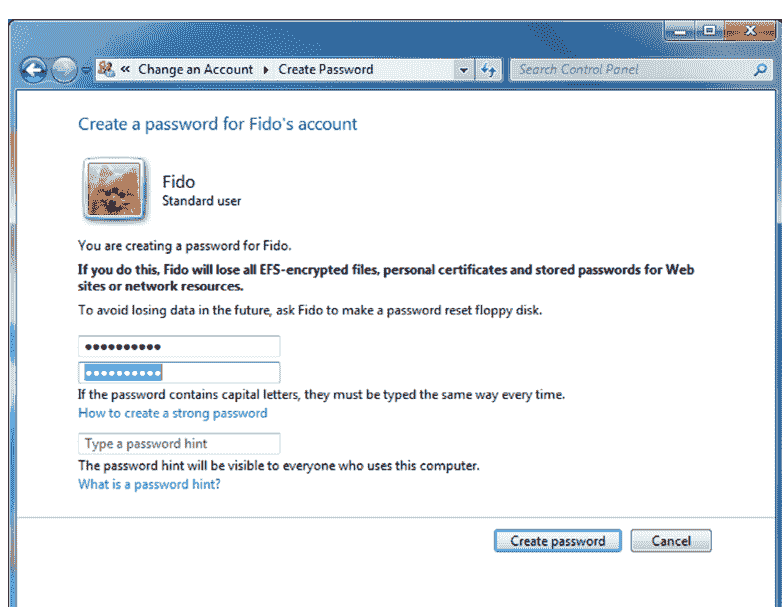 « Change an Account ▸ Create Password
Search Control Panel
Create a password for Fido's account
Fido
Standard user
You are creating a password for Fido.
If you do this, Fido will lose all EFS-encrypted files, personal certificates and stored passwords for Web
sites or network resources.
To avoid losing data in the future, ask Fido to make a password reset floppy disk.
●●●●●●●●●●
●●●●●●●●●●
If the password contains capital letters, they must be typed the same way every time.
How to create a strong password
Type a password hint
The password hint will be visible to everyone who uses this computer.
What is a password hint?
Create password
Cancel